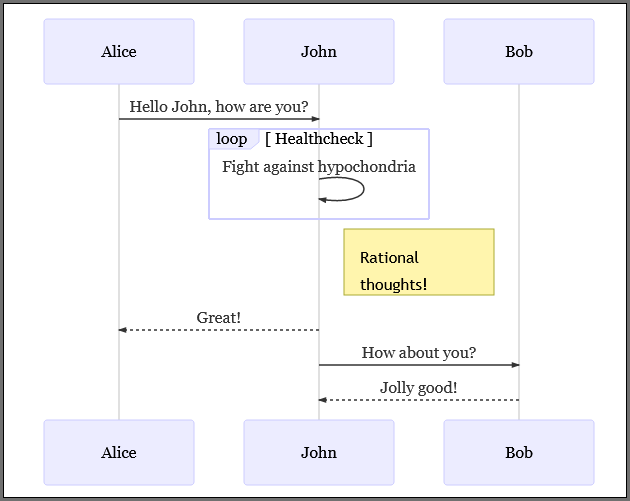 Alice John Bob
Hello John, how are you?
loop [ Healthcheck ]
Fight against hypochondria
Rational
thoughts!
Great!
How about you?
Jolly good!
Alice John Bob